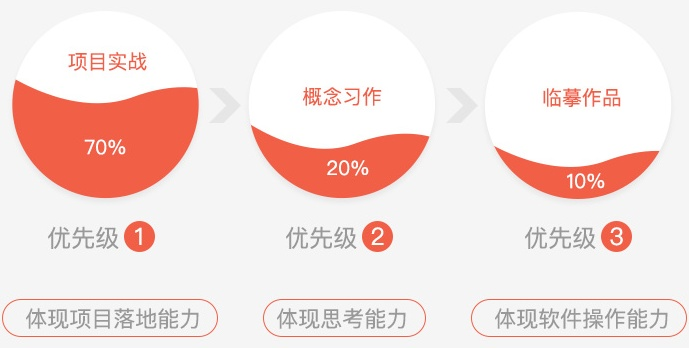 项目实战
70%
优先级 1
体现项目落地能力
概念习作
20%
优先级 2
体现思考能力
临摹作品
10%
优先级 3
体现软件操作能力